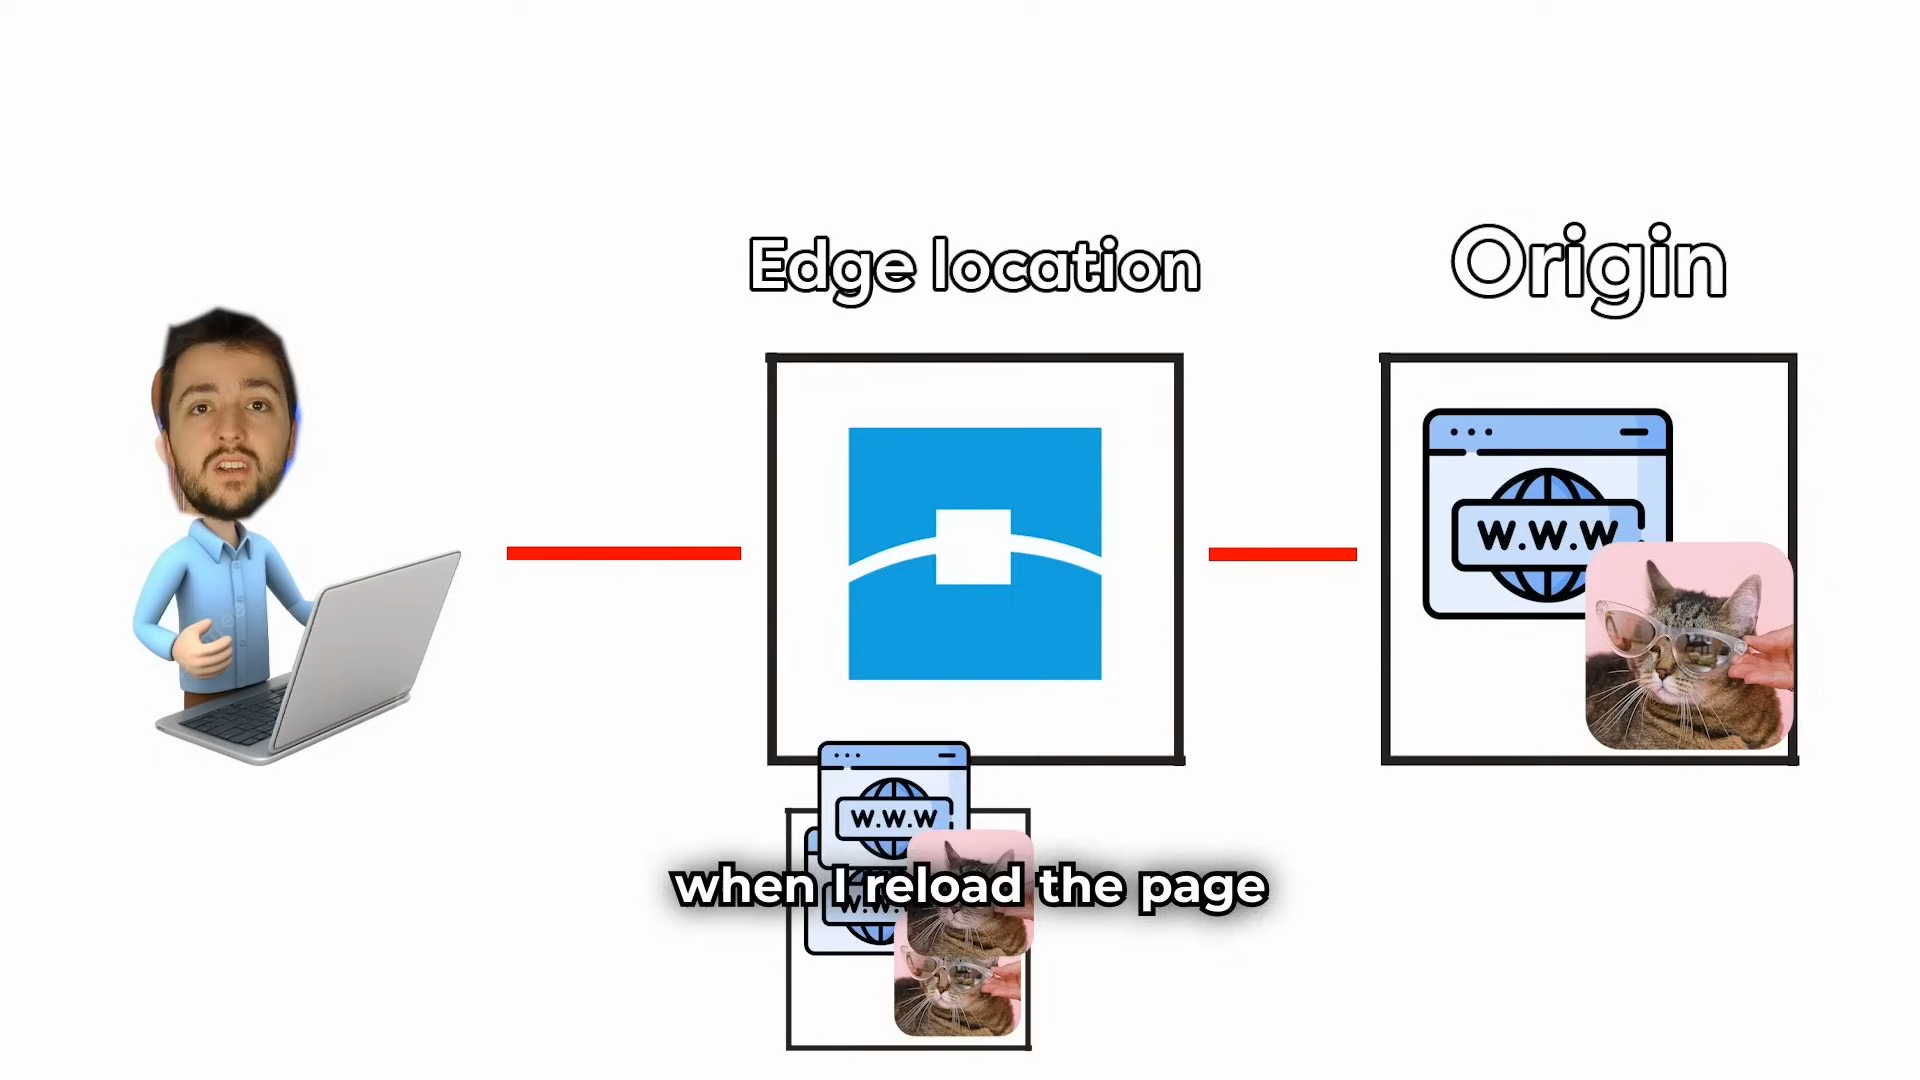 Edge location
Origin
W.W.W
W.W.W
when I reload the page
W.W.W